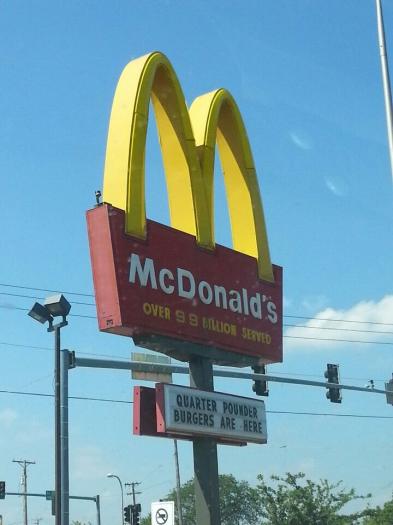 McDonald's
OVER 99 BILLION SERVED
QUARTER POUNDER
BURGERS ARE HERE